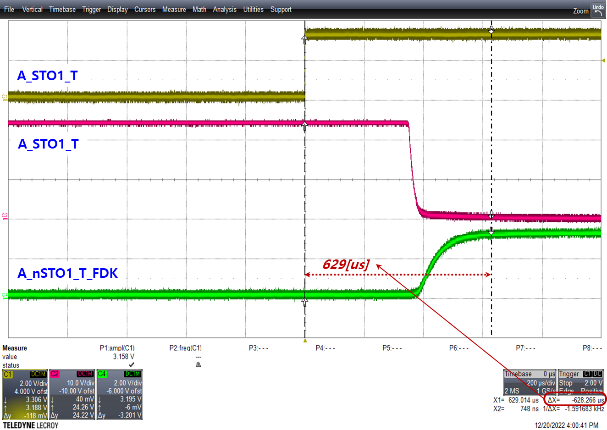 File Vertical Timebase Trigger Display Cursors Measure Math Analysis Utilities Support
Zoom Undo
A_STO1_T
A_STO1_T
629[us]
A_nSTO1_T_FDK
Measure P1:ampl(C1) P2:freq(C1) P3:--- P4:--- P5:--- P6:--- P7:--- P8:---
value 3.158 V ---
status
C1 DC1M C2 DC1M C4 DC1M
2.00 V/div 10.0 V/div 2.00 V/div
4.000 V ofst -10.00 V ofst -6.000 V ofst
3.306 V 40 mV 3.195 V
3.188 V 24.26 V -6 mV
Δy -118 mV Δy 24.22 V Δy -3.201 V
Timebase 0 µs Trigger C1 DC
200 µs/div Stop 2.00 V
2 MS 1 GS/s Edge Positive
X1= 629.014 µs ΔX= -628.266 µs
X2= 748 ns 1/ΔX= -1.591683 kHz
TELEDYNE LECROY 12/20/2022 4:00:41 PM